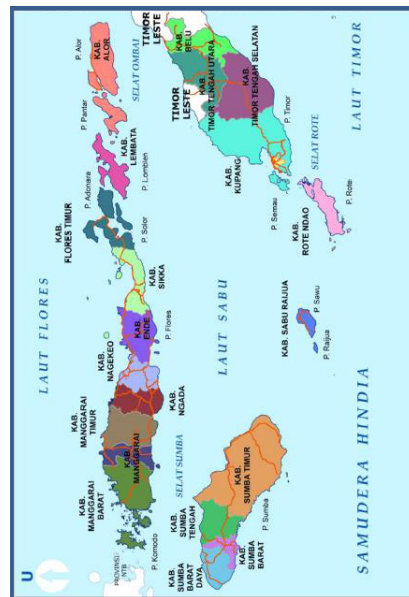 U
LAUT FLORES
PROVINSI
NTB
P. Komodo
KAB.
MANGGARAI
BARAT
KAB.
MANGGARAI
MANGGARAI
TIMUR
KAB.
NAGEKEO
KAB.
NGADA
KAB.
ENDE
P. Flores
KAB.
SIKKA
KAB.
FLORES TIMUR
P. Solor
P. Adonara
KAB.
LEMBATA
P. Lomblen
P. Pantar
P. Alor
KAB.
ALOR
SELAT OMBAI
SELAT SUMBA
LAUT SABU
TIMOR
LESTE
KAB.
BELU
TIMOR
LESTE
KAB.
TIMOR TENGAH UTARA
KAB.
TIMOR TENGAH SELATAN
KAB.
KUPANG
P. Timor
P. Semau
SELAT ROTE
KAB.
ROTE NDAO
P. Rote
LAUT TIMOR
KAB.
SUMBA
BARAT
DAYA
KAB.
SUMBA
BARAT
KAB.
SUMBA
TENGAH
P. Sumba
KAB.
SUMBA TIMUR
KAB. SABU RAIJUA
P. Sawu
P. Raijua
SAMUDERA HINDIA